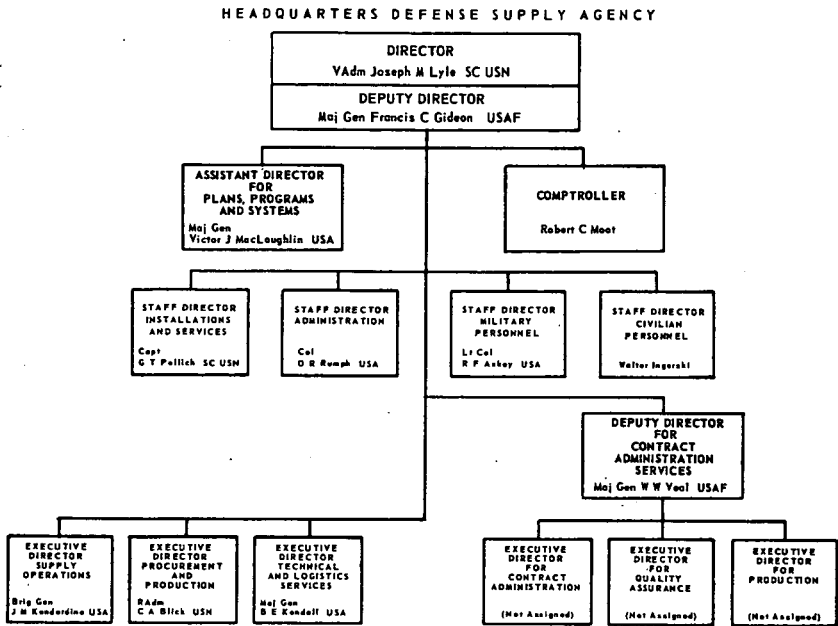 HEADQUARTERS DEFENSE SUPPLY AGENCY
DIRECTOR
VAdm Joseph M Lyle SC USN
DEPUTY DIRECTOR
Maj Gen Francis C Gideon USAF
ASSISTANT DIRECTOR
FOR
PLANS, PROGRAMS
AND SYSTEMS
Maj Gen
Victor J MacLaughlin USA
COMPTROLLER
Robert C Moot
STAFF DIRECTOR
INSTALLATIONS
AND SERVICES
Capt
G T Pollich SC USN
STAFF DIRECTOR
ADMINISTRATION
Col
O R Rumph USA
STAFF DIRECTOR
MILITARY
PERSONNEL
Lt Col
R F Ashey USA
STAFF DIRECTOR
CIVILIAN
PERSONNEL
Walter Ingerski
DEPUTY DIRECTOR
FOR
CONTRACT
ADMINISTRATION
SERVICES
Maj Gen W W Veal USAF
EXECUTIVE
DIRECTOR
SUPPLY
OPERATIONS
Brig Gen
J M Kenderdine USA
EXECUTIVE
DIRECTOR
PROCUREMENT
AND
PRODUCTION
RAdm
C A Blick USN
EXECUTIVE
DIRECTOR
TECHNICAL
AND LOGISTICS
SERVICES
Maj Gen
B E Kendall USA
EXECUTIVE
DIRECTOR
FOR
CONTRACT
ADMINISTRATION
(Not Assigned)
EXECUTIVE
DIRECTOR
FOR
QUALITY
ASSURANCE
(Not Assigned)
EXECUTIVE
DIRECTOR
FOR
PRODUCTION
(Not Assigned)